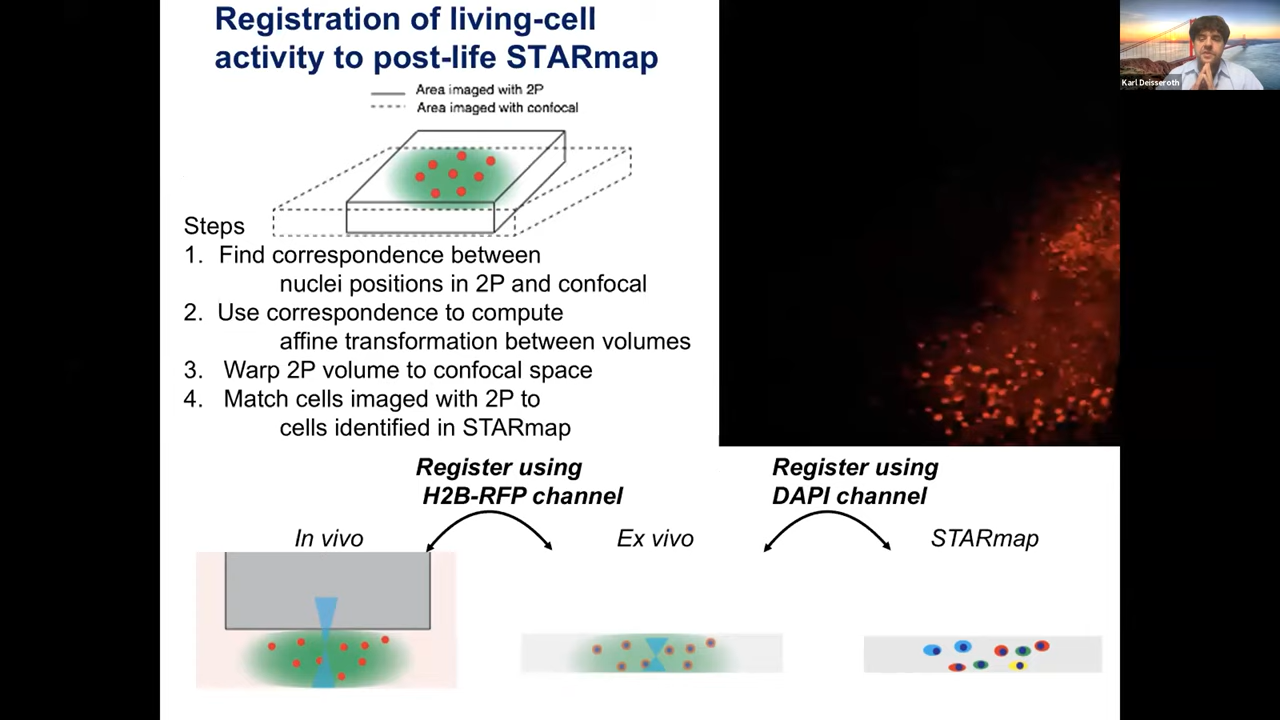 Registration of living-cell
activity to post-life STARmap
Area imaged with 2P
Area imaged with confocal
Steps
1. Find correspondence between
nuclei positions in 2P and confocal
2. Use correspondence to compute
affine transformation between volumes
3. Warp 2P volume to confocal space
4. Match cells imaged with 2P to
cells identified in STARmap
Register using
H2B-RFP channel
Register using
DAPI channel
In vivo
Ex vivo
STARmap
Karl Deisseroth